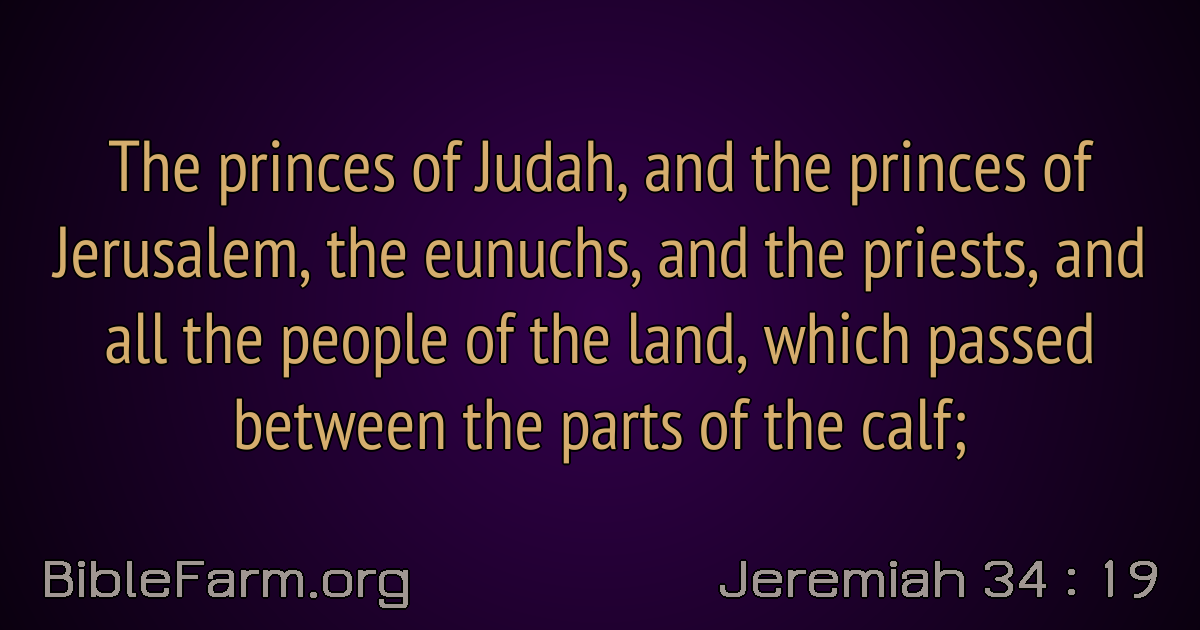 The princes of Judah, and the princes of
Jerusalem, the eunuchs, and the priests, and
all the people of the land, which passed
between the parts of the calf;
BibleFarm.org
Jeremiah 34 : 19